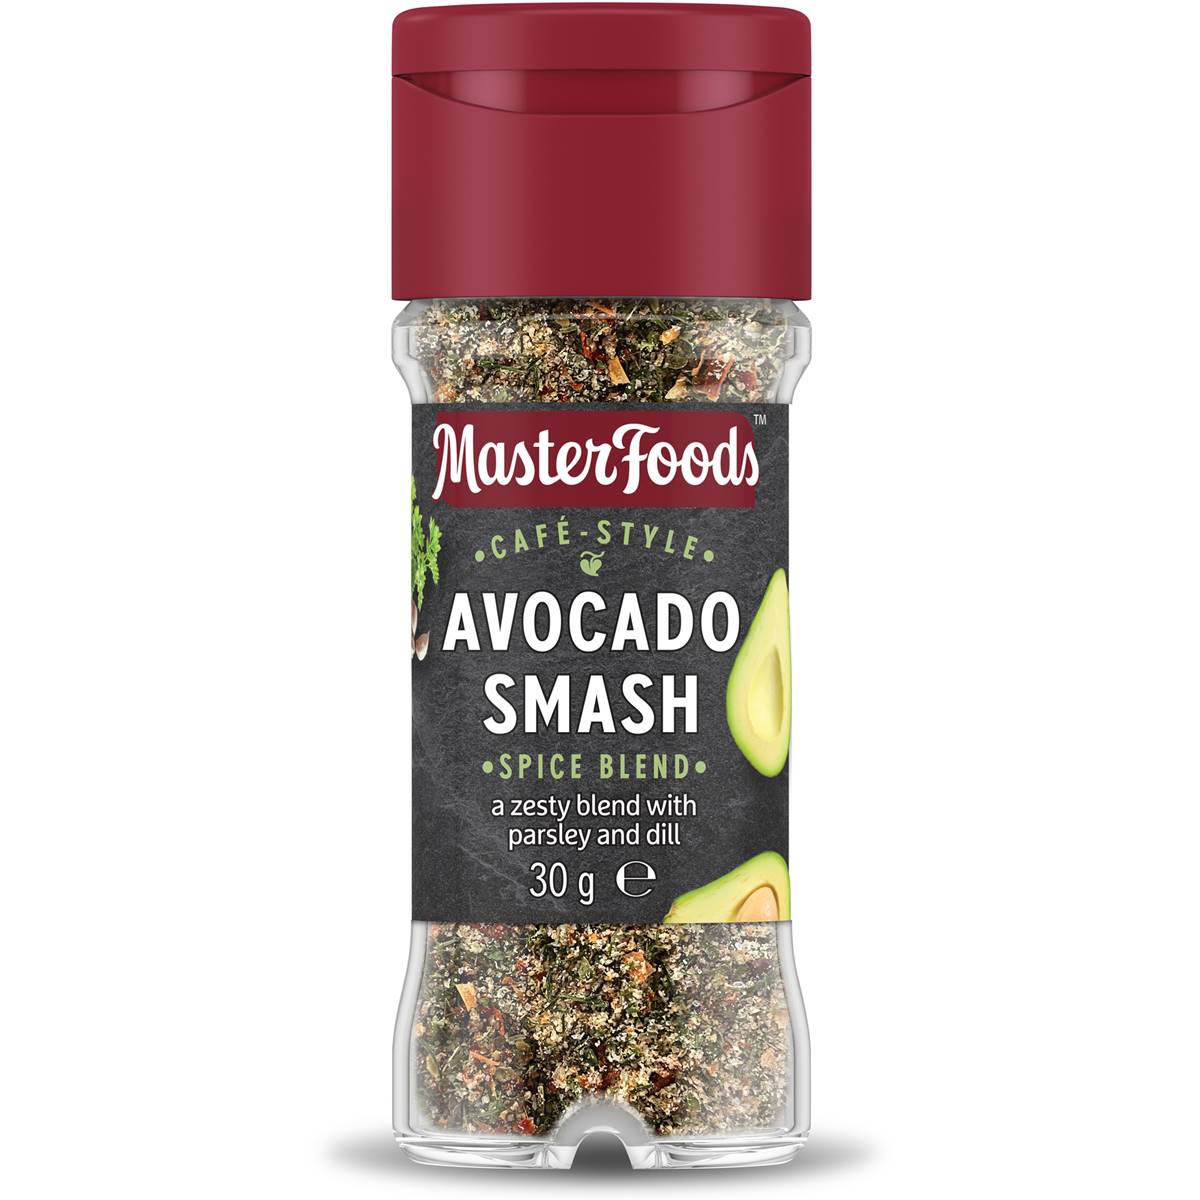 MasterFoods™
•CAFÉ-STYLE•
AVOCADO
SMASH
•SPICE BLEND•
a zesty blend with
parsley and dill
30 g ℮